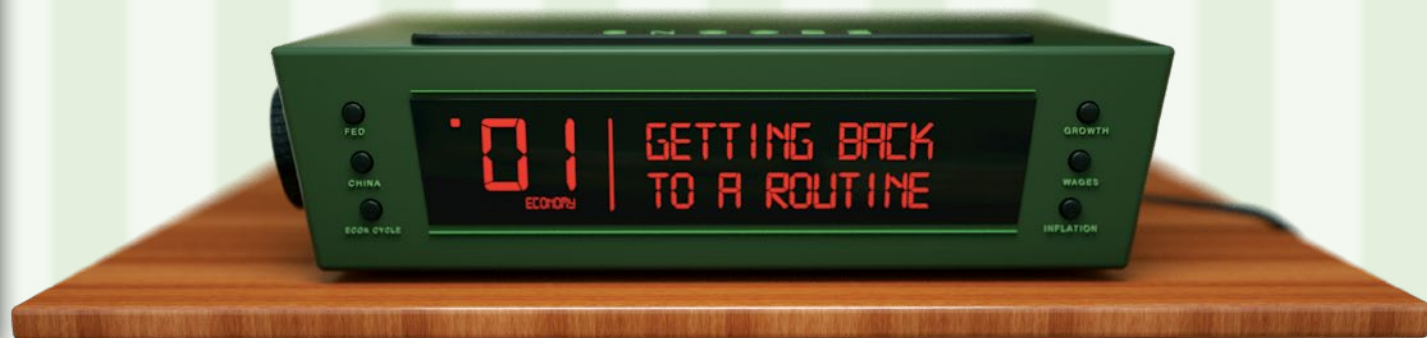 FED
CHINA
ECON CYCLE
01
ECONOMY
GETTING BACK
TO A ROUTINE
GROWTH
WAGES
INFLATION